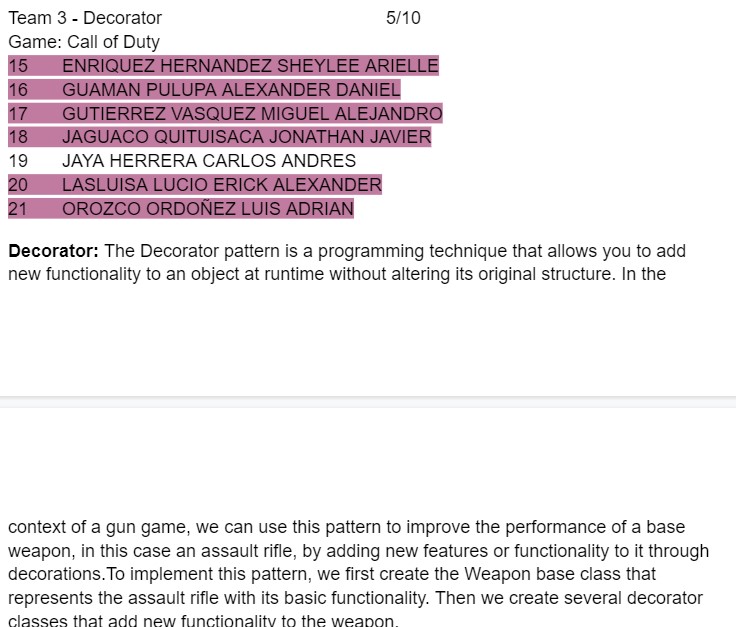 Team 3 - Decorator 5/10
Game: Call of Duty
15 ENRIQUEZ HERNANDEZ SHEYLEE ARIELLE
16 GUAMAN PULUPA ALEXANDER DANIEL
17 GUTIERREZ VASQUEZ MIGUEL ALEJANDRO
18 JAGUACO QUITUISACA JONATHAN JAVIER
19 JAYA HERRERA CARLOS ANDRES
20 LASLUISA LUCIO ERICK ALEXANDER
21 OROZCO ORDOÑEZ LUIS ADRIAN
Decorator: The Decorator pattern is a programming technique that allows you to add
new functionality to an object at runtime without altering its original structure. In the
context of a gun game, we can use this pattern to improve the performance of a base
weapon, in this case an assault rifle, by adding new features or functionality to it through
decorations.To implement this pattern, we first create the Weapon base class that
represents the assault rifle with its basic functionality. Then we create several decorator
classes that add new functionality to the weapon.